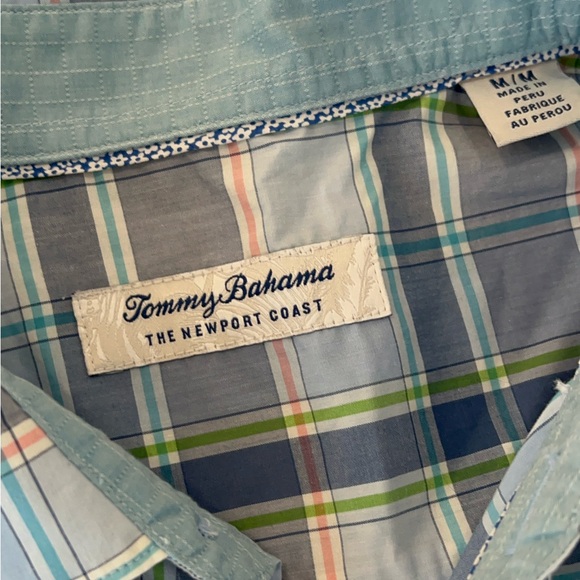 M/M
MADE IN
PERU
FABRIQUE
AU PEROU
Tommy Bahama
THE NEWPORT COAST